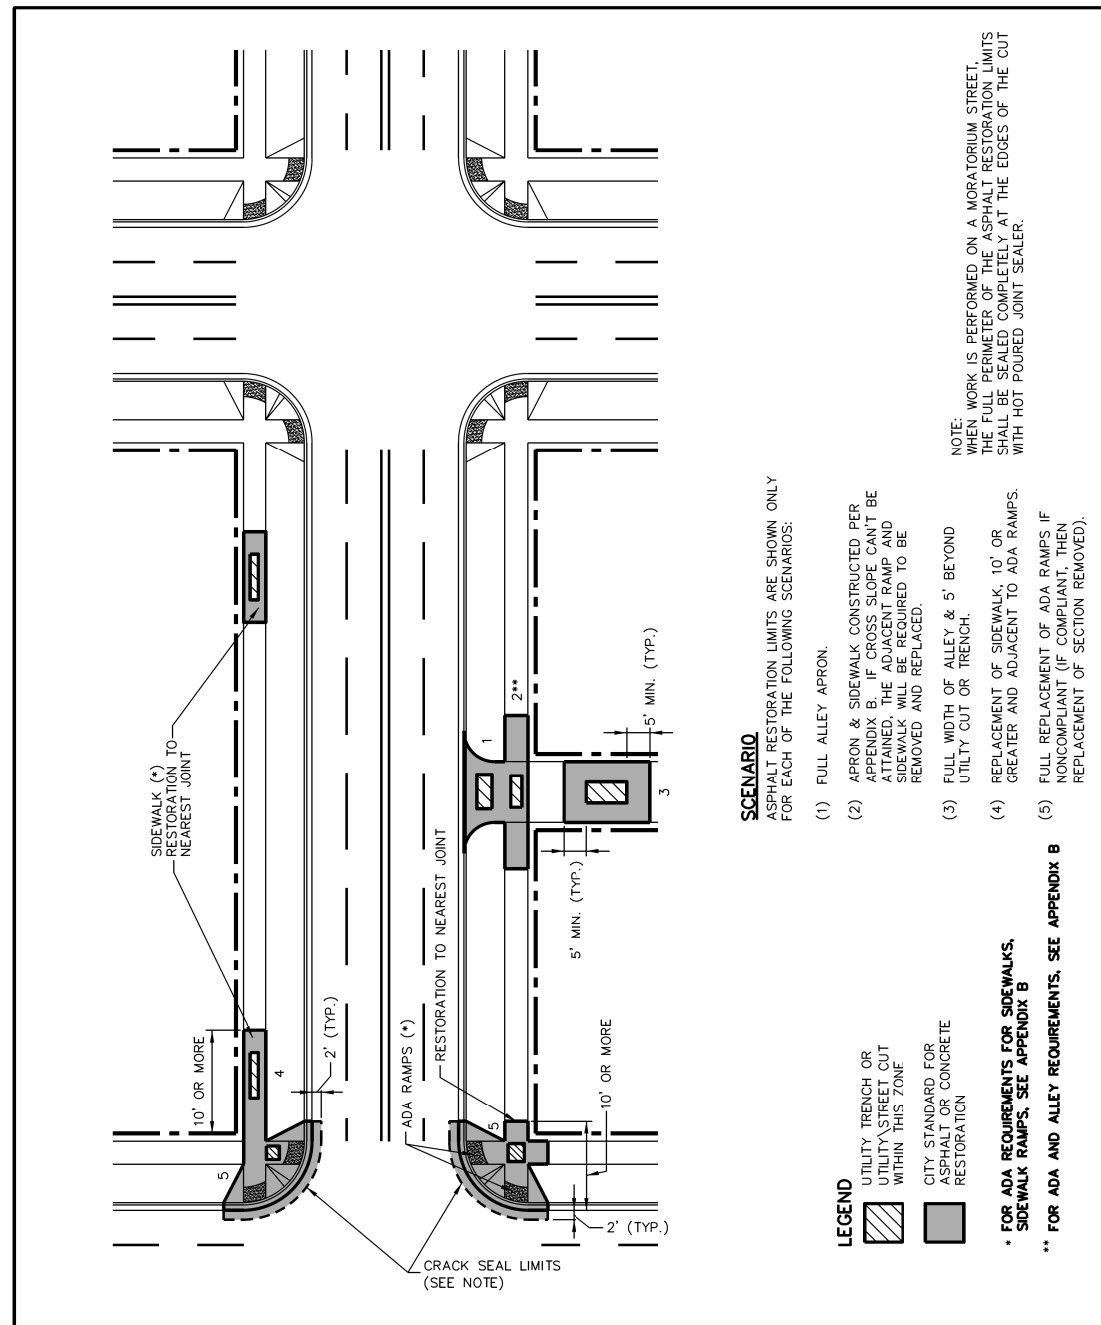 SIDEWALK (*)
RESTORATION TO
NEAREST JOINT
10' OR MORE
4
5
2' (TYP.)
ADA RAMPS (*)
RESTORATION TO NEAREST JOINT
5
10' OR MORE
2' (TYP.)
CRACK SEAL LIMITS
(SEE NOTE)
1
2**
3
5' MIN. (TYP.)
5' MIN. (TYP.)
SCENARIO
ASPHALT RESTORATION LIMITS ARE SHOWN ONLY
FOR EACH OF THE FOLLOWING SCENARIOS:
(1) FULL ALLEY APRON.
(2) APRON & SIDEWALK CONSTRUCTED PER
APPENDIX B. IF CROSS SLOPE CAN'T BE
ATTAINED, THE ADJACENT RAMP AND
SIDEWALK WILL BE REQUIRED TO BE
REMOVED AND REPLACED.
(3) FULL WIDTH OF ALLEY & 5' BEYOND
UTILTY CUT OR TRENCH.
(4) REPLACEMENT OF SIDEWALK, 10' OR
GREATER AND ADJACENT TO ADA RAMPS.
(5) FULL REPLACEMENT OF ADA RAMPS IF
NONCOMPLIANT (IF COMPLIANT, THEN
REPLACEMENT OF SECTION REMOVED).
NOTE:
WHEN WORK IS PERFORMED ON A MORATORIUM STREET,
THE FULL PERIMETER OF THE ASPHALT RESTORATION LIMITS
SHALL BE SEALED COMPLETELY AT THE EDGES OF THE CUT
WITH HOT POURED JOINT SEALER.
LEGEND
UTILITY TRENCH OR
UTILITY\STREET CUT
WITHIN THIS ZONE
CITY STANDARD FOR
ASPHALT OR CONCRETE
RESTORATION
* FOR ADA REQUIREMENTS FOR SIDEWALKS,
SIDEWALK RAMPS, SEE APPENDIX B
** FOR ADA AND ALLEY REQUIREMENTS, SEE APPENDIX B